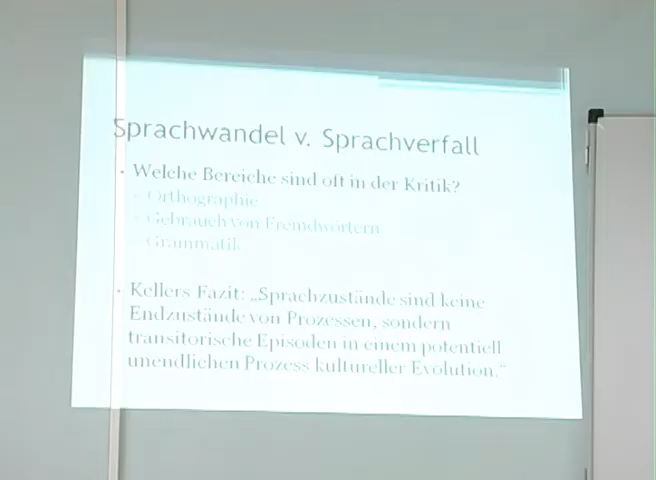 Sprachwandel v. Sprachverfall
• Welche Bereiche sind oft in der Kritik?
Orthographie
Gebrauch von Fremdwörtern
Grammatik
• Kellers Fazit: „Sprachzustände sind keine
Endzustände von Prozessen, sondern
transitorische Episoden in einem potentiell
unendlichen Prozess kultureller Evolution.“